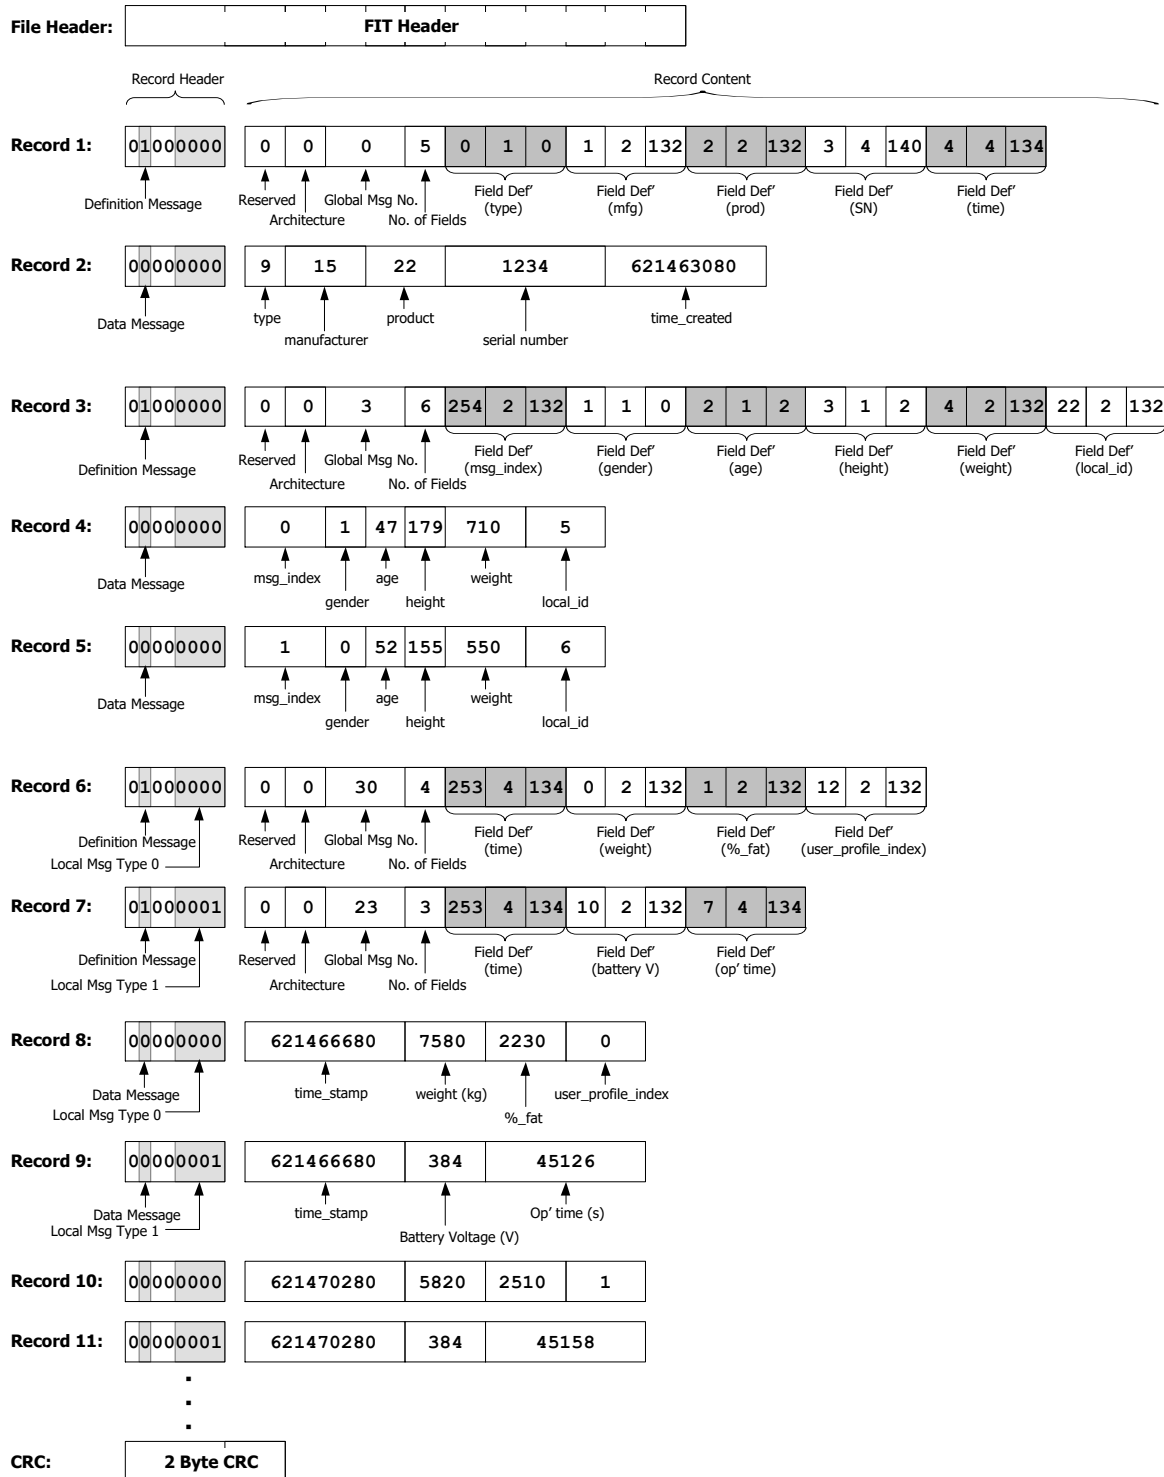 File Header: FIT Header
Record Header Record Content
Record 1: 01000000 0 0 0 5 0 1 0 1 2 132 2 2 132 3 4 140 4 4 134
Definition Message Reserved Architecture Global Msg No. No. of Fields Field Def' (type) Field Def' (mfg) Field Def' (prod) Field Def' (SN) Field Def' (time)
Record 2: 00000000 9 15 22 1234 621463080
Data Message type manufacturer product serial number time_created
Record 3: 01000000 0 0 3 6 254 2 132 1 1 0 2 1 2 3 1 2 4 2 132 22 2 132
Definition Message Reserved Architecture Global Msg No. No. of Fields Field Def' (msg_index) Field Def' (gender) Field Def' (age) Field Def' (height) Field Def' (weight) Field Def' (local_id)
Record 4: 00000000 0 1 47 179 710 5
Data Message msg_index gender age height weight local_id
Record 5: 00000000 1 0 52 155 550 6
Data Message msg_index gender age height weight local_id
Record 6: 01000000 0 0 30 4 253 4 134 0 2 132 1 2 132 12 2 132
Definition Message Local Msg Type 0 Reserved Architecture Global Msg No. No. of Fields Field Def' (time) Field Def' (weight) Field Def' (%_fat) Field Def' (user_profile_index)
Record 7: 01000001 0 0 23 3 253 4 134 10 2 132 7 4 134
Definition Message Local Msg Type 1 Reserved Architecture Global Msg No. No. of Fields Field Def' (time) Field Def' (battery V) Field Def' (op' time)
Record 8: 00000000 621466680 7580 2230 0
Data Message Local Msg Type 0 time_stamp weight (kg) %_fat user_profile_index
Record 9: 00000001 621466680 384 45126
Data Message Local Msg Type 1 time_stamp Battery Voltage (V) Op' time (s)
Record 10: 00000000 621470280 5820 2510 1
Record 11: 00000001 621470280 384 45158
CRC: 2 Byte CRC